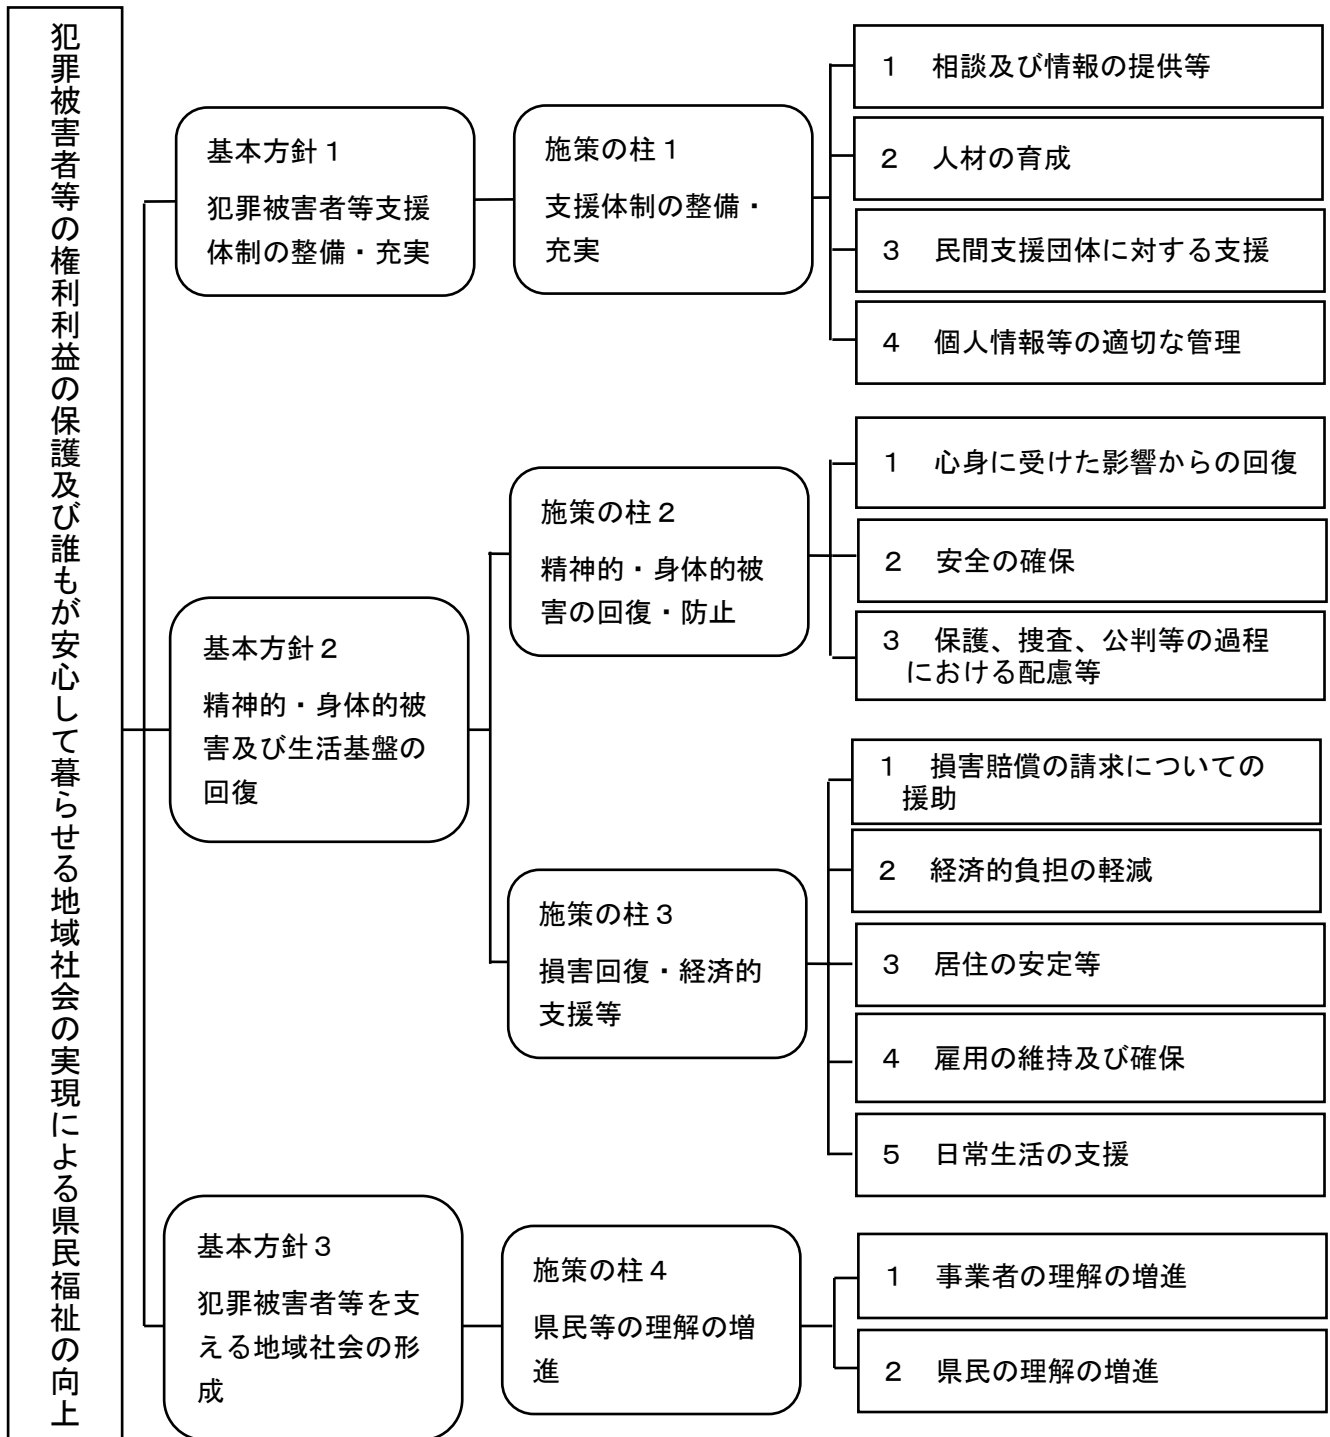 犯罪被害者等の権利利益の保護及び誰もが安心して暮らせる地域社会の実現による県民福祉の向上
基本方針１
犯罪被害者等支援
体制の整備・充実
施策の柱１
支援体制の整備・
充実
１　相談及び情報の提供等
２　人材の育成
３　民間支援団体に対する支援
４　個人情報等の適切な管理
基本方針２
精神的・身体的被
害及び生活基盤の
回復
施策の柱２
精神的・身体的被
害の回復・防止
１　心身に受けた影響からの回復
２　安全の確保
３　保護、捜査、公判等の過程
における配慮等
施策の柱３
損害回復・経済的
支援等
１　損害賠償の請求についての
援助
２　経済的負担の軽減
３　居住の安定等
４　雇用の維持及び確保
５　日常生活の支援
基本方針３
犯罪被害者等を支
える地域社会の形
成
施策の柱４
県民等の理解の増
進
１　事業者の理解の増進
２　県民の理解の増進